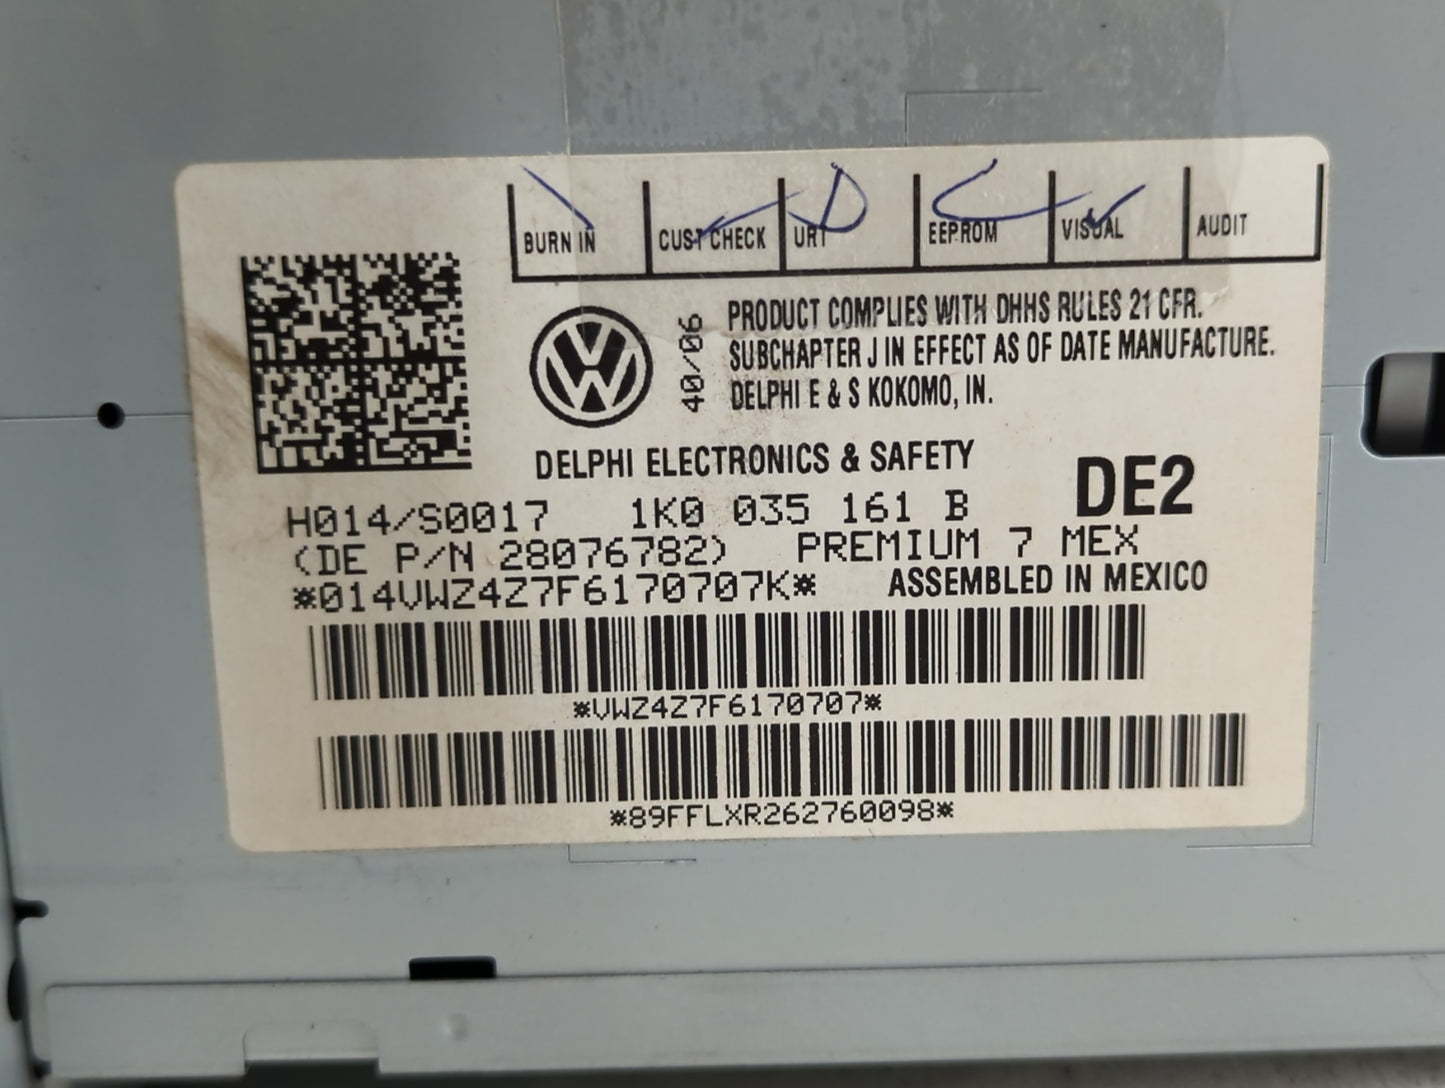 BURN IN CUST CHECK URT EEPROM VISUAL AUDIT
40/06
PRODUCT COMPLIES WITH DHHS RULES 21 CFR.
SUBCHAPTER J IN EFFECT AS OF DATE MANUFACTURE.
DELPHI E & S KOKOMO, IN.
DELPHI ELECTRONICS & SAFETY
DE2
H014/S0017 1K0 035 161 B
(DE P/N 28076782) PREMIUM 7 MEX
*014VWZ4Z7F6170707K* ASSEMBLED IN MEXICO
*VWZ4Z7F6170707*
*89FFLXR262760098*